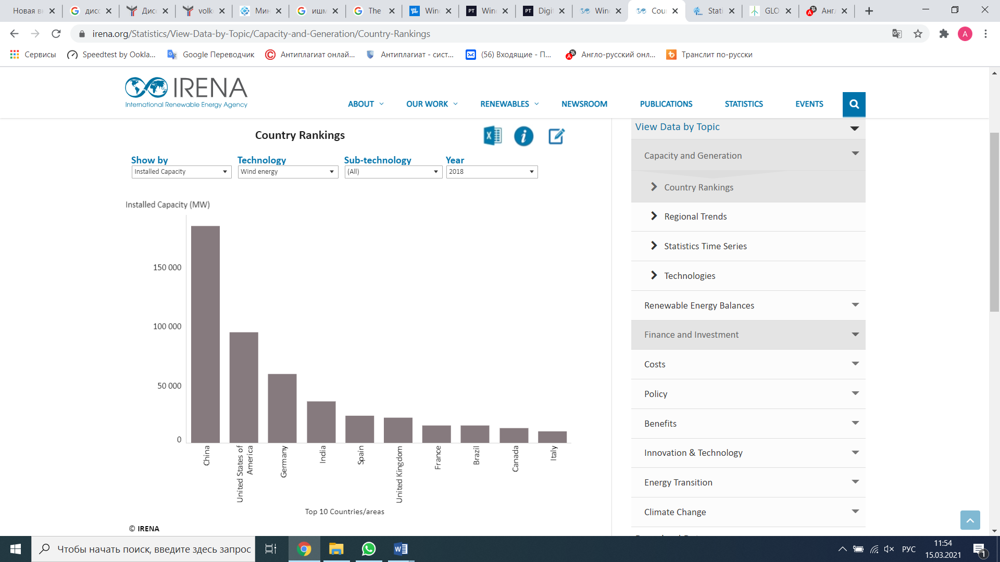 Новая в
дисс
Дисс
volk
Мин
ишм
The
Wind
Wind
Digit
Wind
Cou
Stati
GLO
Анг
irena.org/Statistics/View-Data-by-Topic/Capacity-and-Generation/Country-Rankings
A
Сервисы
Speedtest by Ookla...
Google Переводчик
Антиплагиат онлай...
Антиплагиат - сист...
(56) Входящие - П...
Англо-русский онл...
Транслит по-русски
IRENA
International Renewable Energy Agency
ABOUT
OUR WORK
RENEWABLES
NEWSROOM
PUBLICATIONS
STATISTICS
EVENTS
Country Rankings
Show by
Technology
Sub-technology
Year
Installed Capacity
Wind energy
(All)
2018
Installed Capacity (MW)
150 000
100 000
50 000
0
China
United States of
America
Germany
India
Spain
United Kingdom
France
Brazil
Canada
Italy
Top 10 Countries/areas
© IRENA
View Data by Topic
Capacity and Generation
Country Rankings
Regional Trends
Statistics Time Series
Technologies
Renewable Energy Balances
Finance and Investment
Costs
Policy
Benefits
Innovation & Technology
Energy Transition
Climate Change
Чтобы начать поиск, введите здесь запрос
РУС
11:54
15.03.2021
1